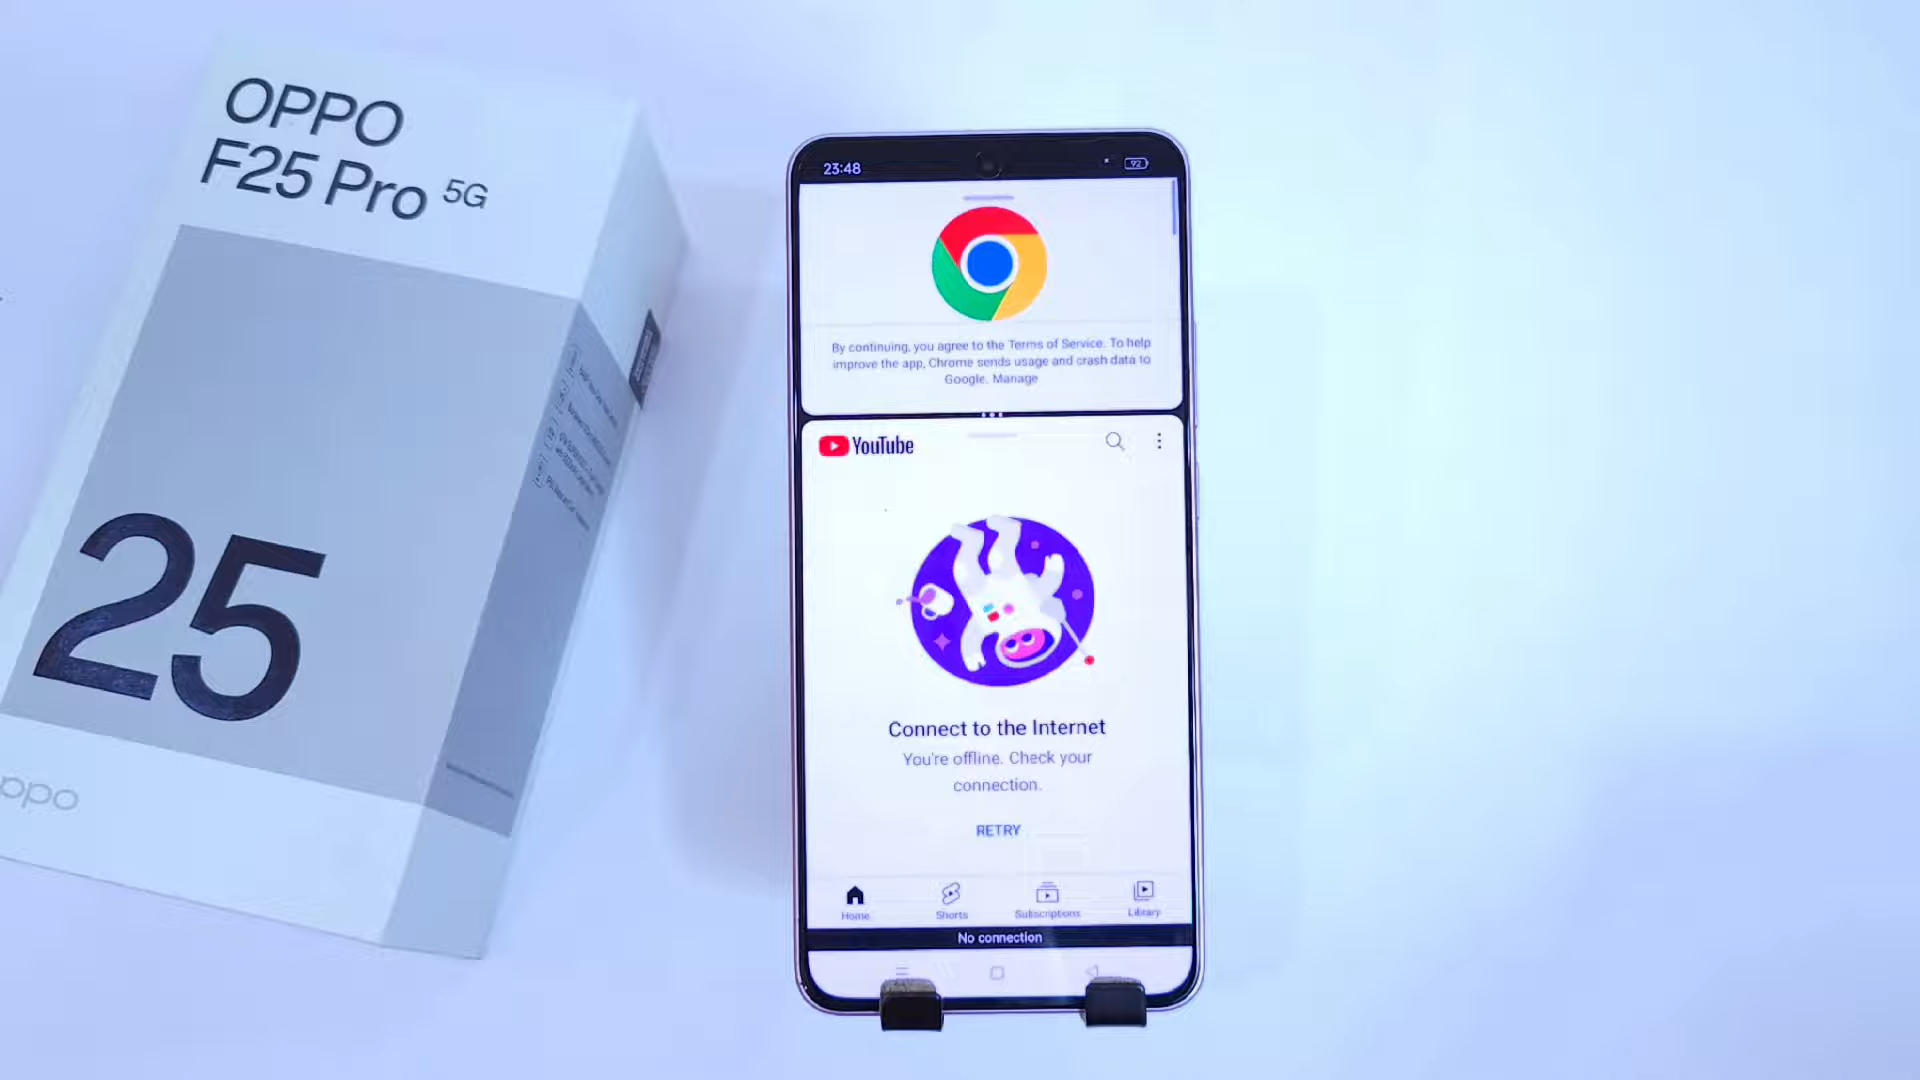 OPPO
F25 Pro 5G
25
oppo
23:48
92
By continuing, you agree to the Terms of Service. To help
improve the app, Chrome sends usage and crash data to
Google. Manage
YouTube
Connect to the Internet
You're offline. Check your
connection.
RETRY
Home Shorts Subscriptions Library
No connection